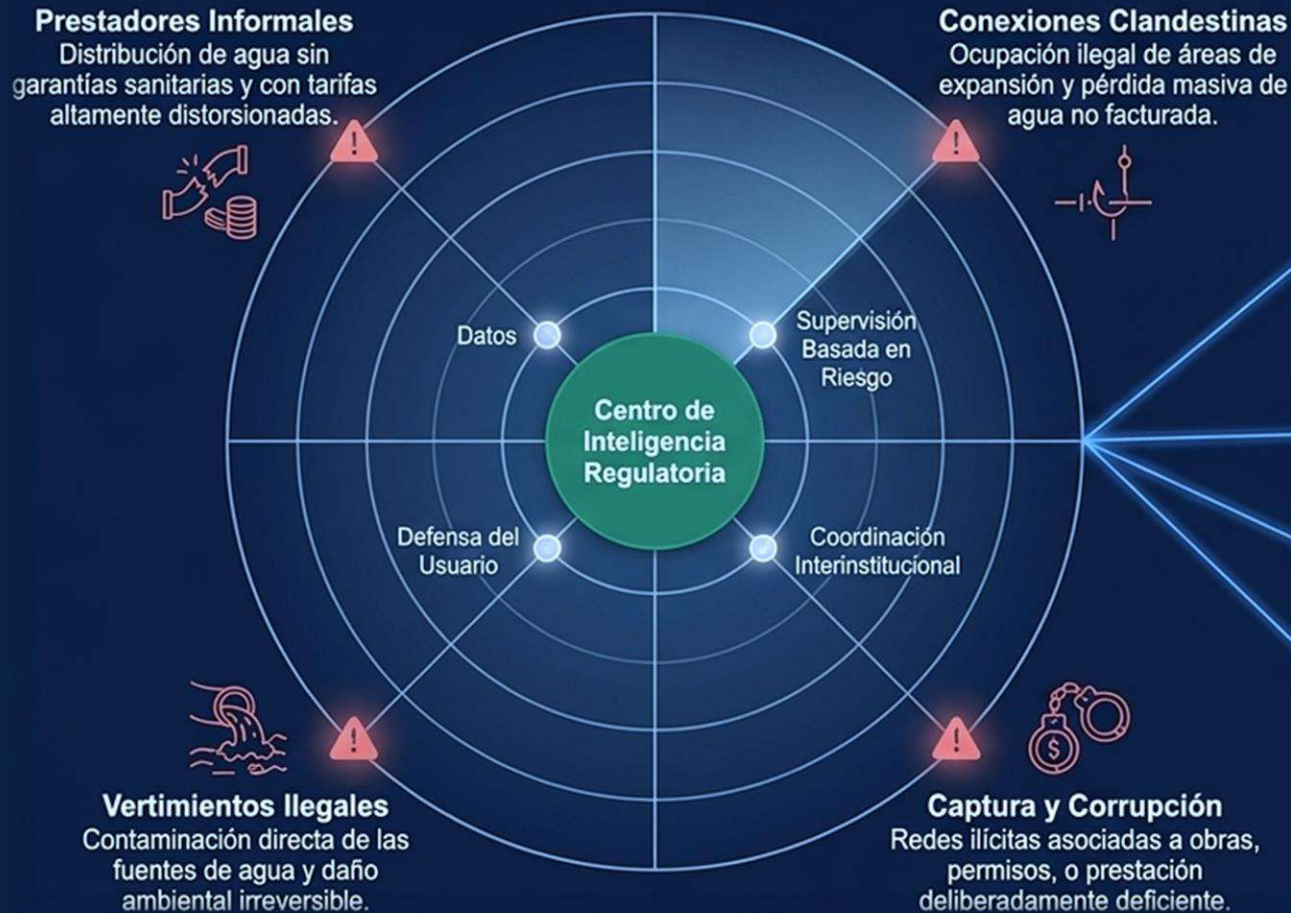 Prestadores Informales
Distribución de agua sin
garantías sanitarias y con tarifas
altamente distorsionadas.
Conexiones Clandestinas
Ocupación ilegal de áreas de
expansión y pérdida masiva de
agua no facturada.
Datos
Supervisión
Basada en
Riesgo
Centro de
Inteligencia
Regulatoria
Defensa del
Usuario
Coordinación
Interinstitucional
Vertimientos Ilegales
Contaminación directa de las
fuentes de agua y daño
ambiental irreversible.
Captura y Corrupción
Redes ilícitas asociadas a obras,
permisos, o prestación
deliberadamente deficiente.